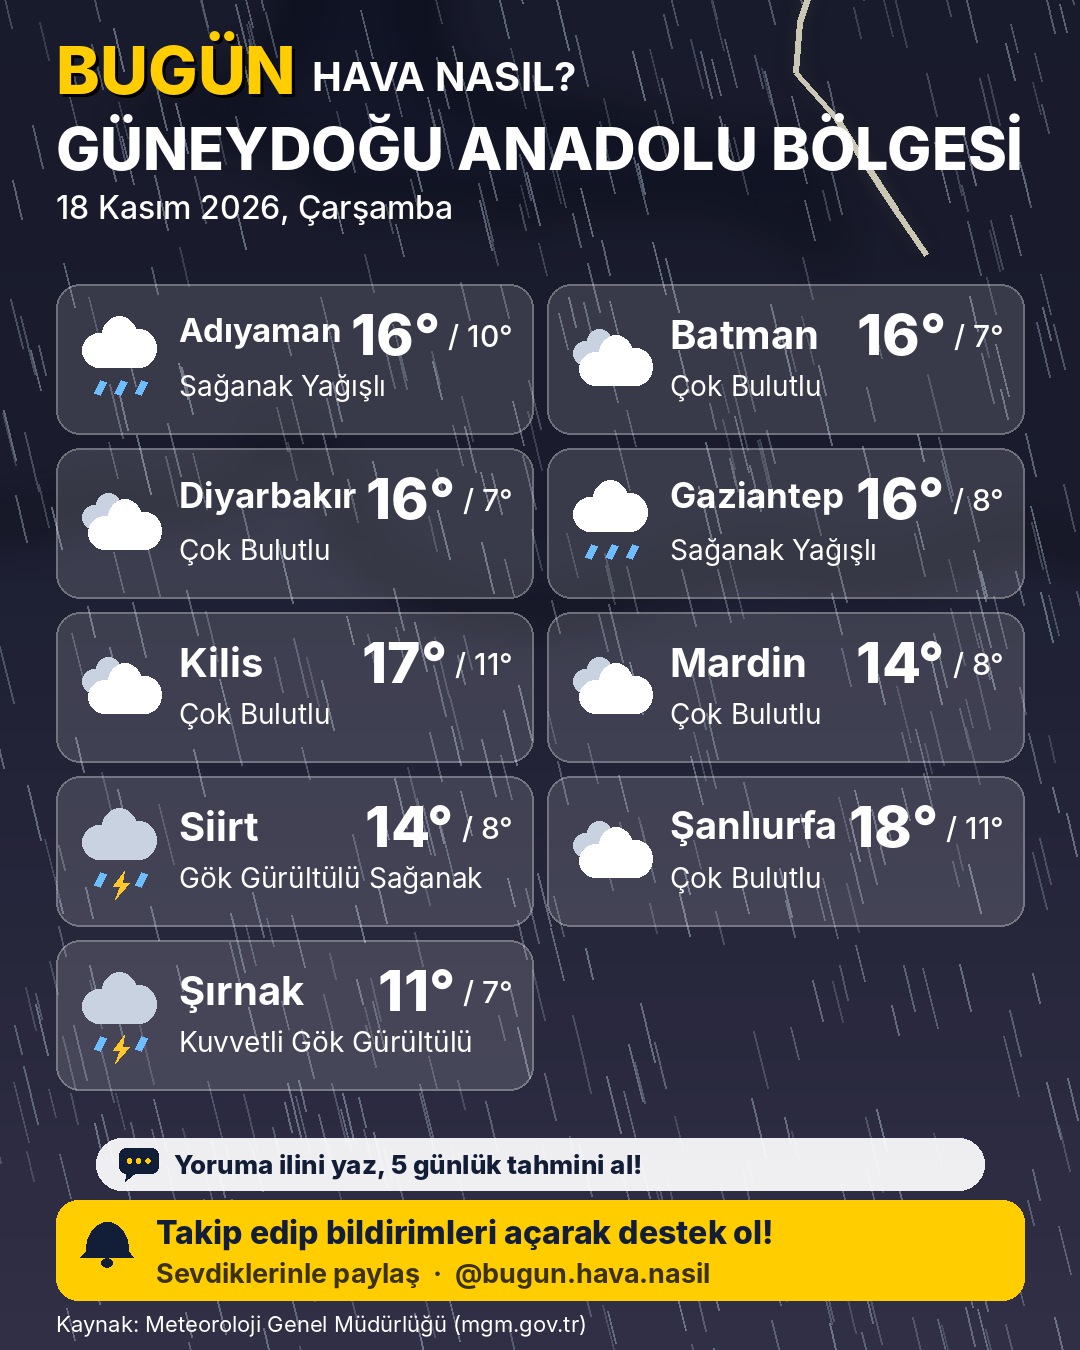 BUGÜN HAVA NASIL?
GÜNEYDOĞU ANADOLU BÖLGESİ
18 Kasım 2026, Çarşamba
Adıyaman 16° / 10°
Sağanak Yağışlı
Batman 16° / 7°
Çok Bulutlu
Diyarbakır 16° / 7°
Çok Bulutlu
Gaziantep 16° / 8°
Sağanak Yağışlı
Kilis 17° / 11°
Çok Bulutlu
Mardin 14° / 8°
Çok Bulutlu
Siirt 14° / 8°
Gök Gürültülü Sağanak
Şanlıurfa 18° / 11°
Çok Bulutlu
Şırnak 11° / 7°
Kuvvetli Gök Gürültülü
Yoruma ilini yaz, 5 günlük tahmini al!
Takip edip bildirimleri açarak destek ol!
Sevdiklerinle paylaş · @bugun.hava.nasil
Kaynak: Meteoroloji Genel Müdürlüğü (mgm.gov.tr)